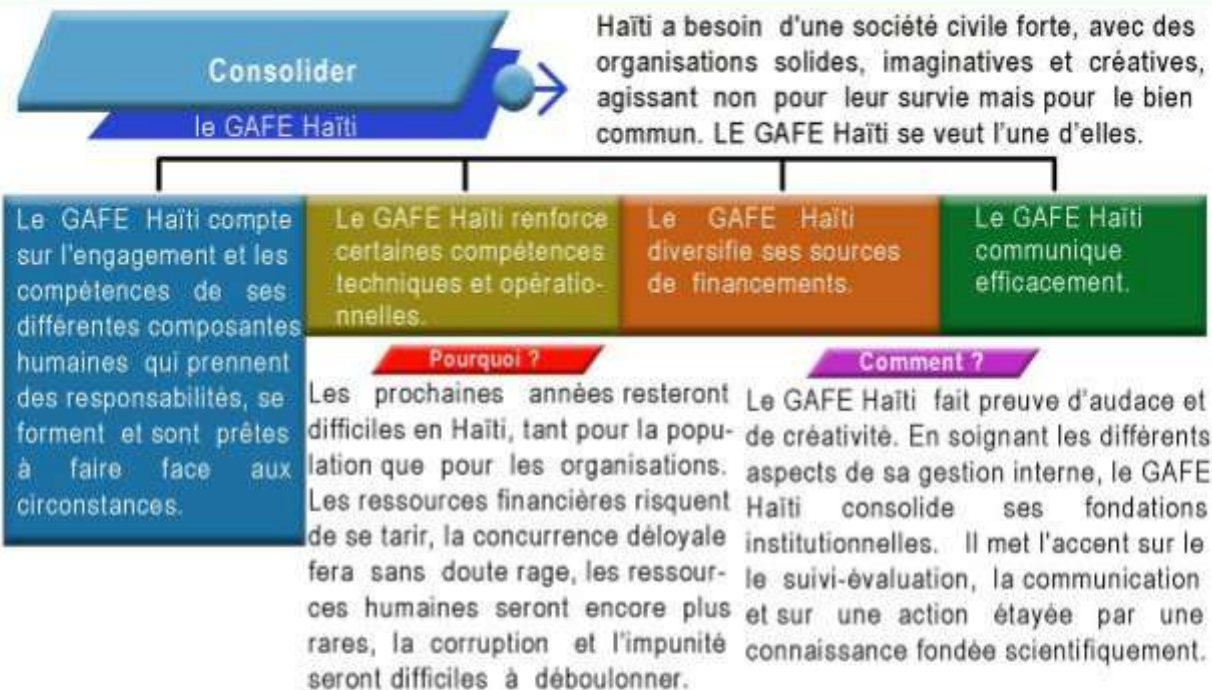 Consolider
le GAFE Haïti
Haïti a besoin d'une société civile forte, avec des
organisations solides, imaginatives et créatives,
agissant non pour leur survie mais pour le bien
commun. LE GAFE Haïti se veut l'une d'elles.
Le GAFE Haïti compte
sur l'engagement et les
compétences de ses
différentes composantes
humaines qui prennent
des responsabilités, se
forment et sont prêtes
à faire face aux
circonstances.
Le GAFE Haïti renforce
certaines compétences
techniques et opératio-
nnelles.
Le GAFE Haïti
diversifie ses sources
de financements.
Le GAFE Haïti
communique
efficacement.
Pourquoi ?
Les prochaines années resteront
difficiles en Haïti, tant pour la popu-
lation que pour les organisations.
Les ressources financières risquent
de se tarir, la concurrence déloyale
fera sans doute rage, les ressour-
ces humaines seront encore plus
rares, la corruption et l'impunité
seront difficiles à déboulonner.
Comment ?
Le GAFE Haïti fait preuve d'audace et
de créativité. En soignant les différents
aspects de sa gestion interne, le GAFE
Haïti consolide ses fondations
institutionnelles. Il met l'accent sur le
le suivi-évaluation, la communication
et sur une action étayée par une
connaissance fondée scientifiquement.